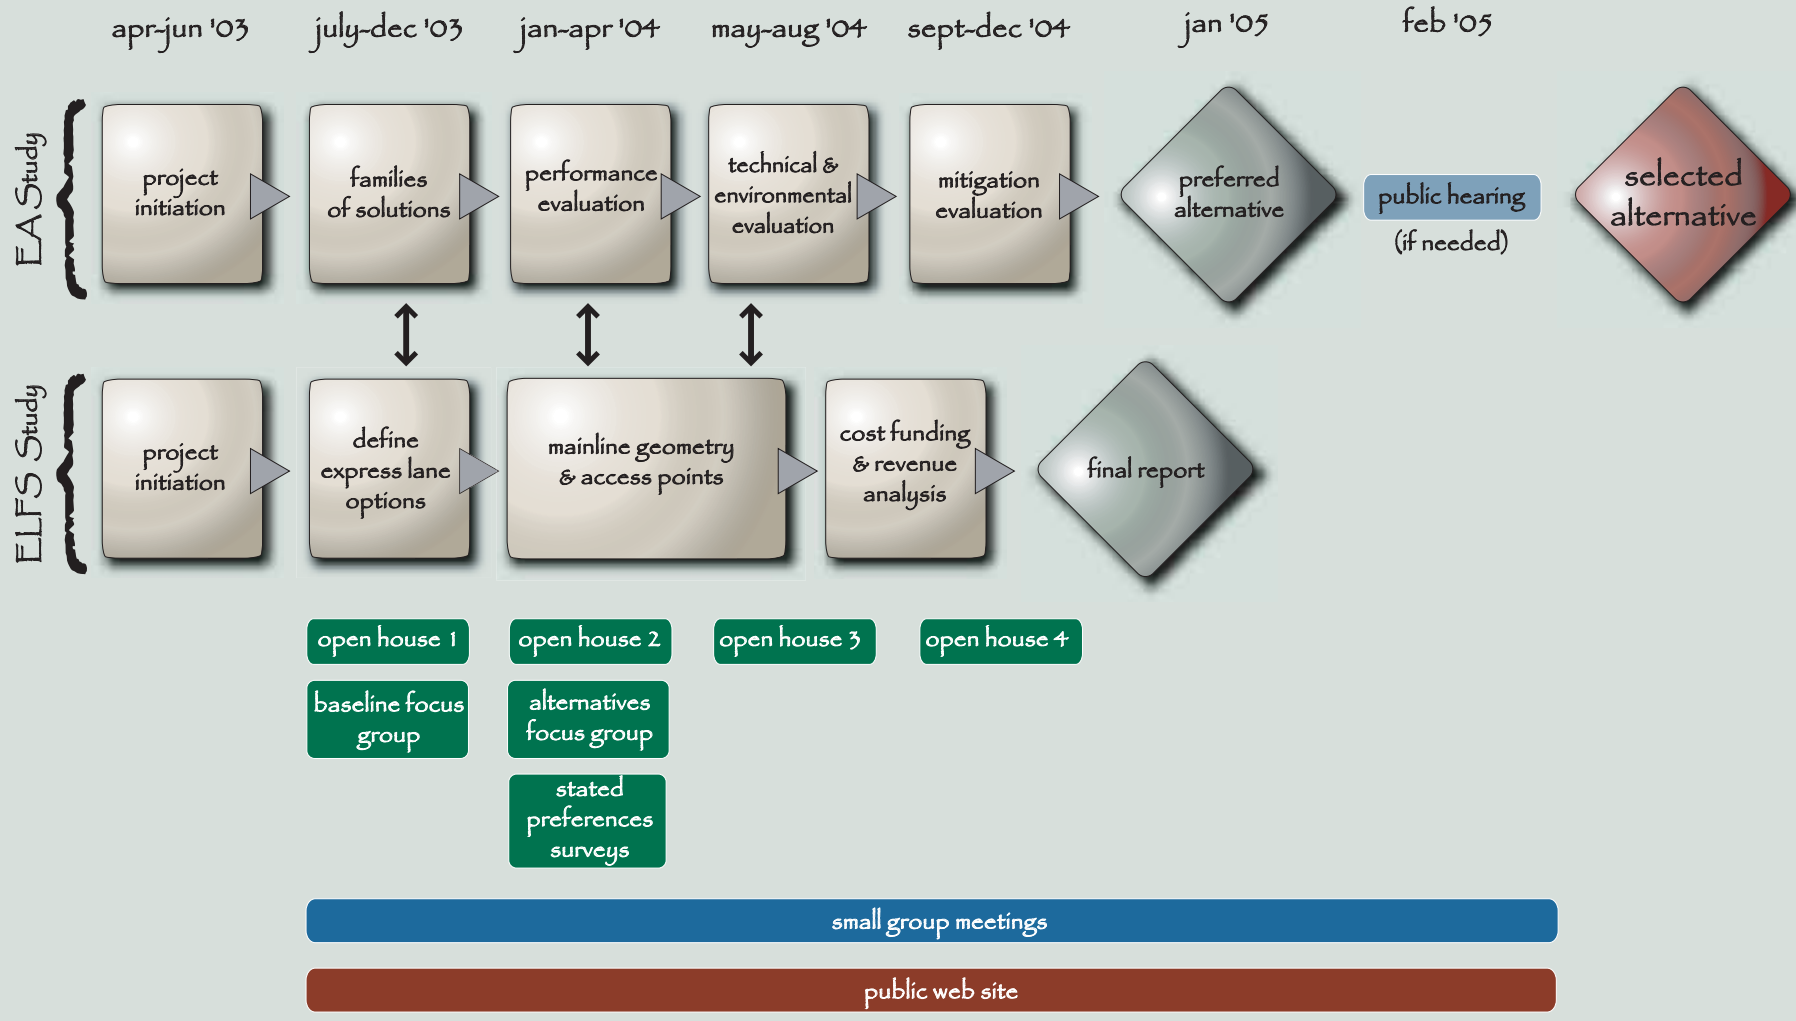 apr-jun '03
july-dec '03
jan-apr '04
may-aug '04
sept-dec '04
jan '05
feb '05
EA Study
project
initiation
families
of solutions
performance
evaluation
technical &
environmental
evaluation
mitigation
evaluation
preferred
alternative
public hearing
(if needed)
selected
alternative
ELFS Study
project
initiation
define
express lane
options
mainline geometry
& access points
cost funding
& revenue
analysis
final report
open house 1
open house 2
open house 3
open house 4
baseline focus
group
alternatives
focus group
stated
preferences
surveys
small group meetings
public web site